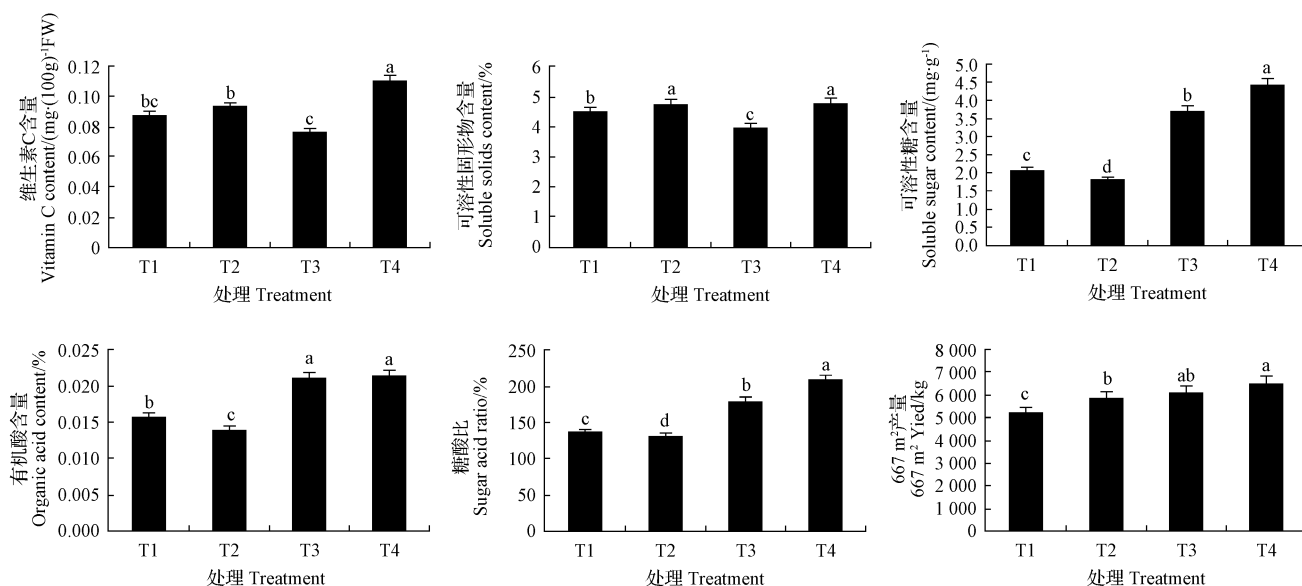 维生素C含量
Vitamin C content/(mg·(100g)⁻¹FW)
0.12
0.10
0.08
0.06
0.04
0.02
0
bc
b
c
a
T1 T2 T3 T4
处理 Treatment
可溶性固形物含量
Soluble solids content/%
6
5
4
3
2
1
0
b
a
c
a
T1 T2 T3 T4
处理 Treatment
可溶性糖含量
Soluble sugar content/(mg·g⁻¹)
5.0
4.5
4.0
3.5
3.0
2.5
2.0
1.5
1.0
0.5
0.0
c
d
b
a
T1 T2 T3 T4
处理 Treatment
有机酸含量
Organic acid content/%
0.025
0.020
0.015
0.010
0.005
0.000
b
c
a
a
T1 T2 T3 T4
处理 Treatment
糖酸比
Sugar acid ratio/%
250
200
150
100
50
0
c
d
b
a
T1 T2 T3 T4
处理 Treatment
667 m²产量
667 m² Yied/kg
8 000
7 000
6 000
5 000
4 000
3 000
2 000
1 000
0
c
b
ab
a
T1 T2 T3 T4
处理 Treatment